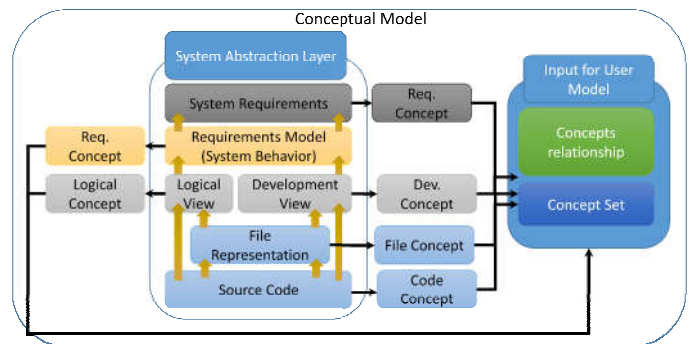 Conceptual Model
System Abstraction Layer
Input for User
Model
System Requirements
Req.
Concept
Concepts
relationship
Req.
Concept
Requirements Model
(System Behavior)
Logical
Concept
Logical
View
Development
View
Dev.
Concept
Concept Set
File
Representation
File Concept
Source Code
Code
Concept